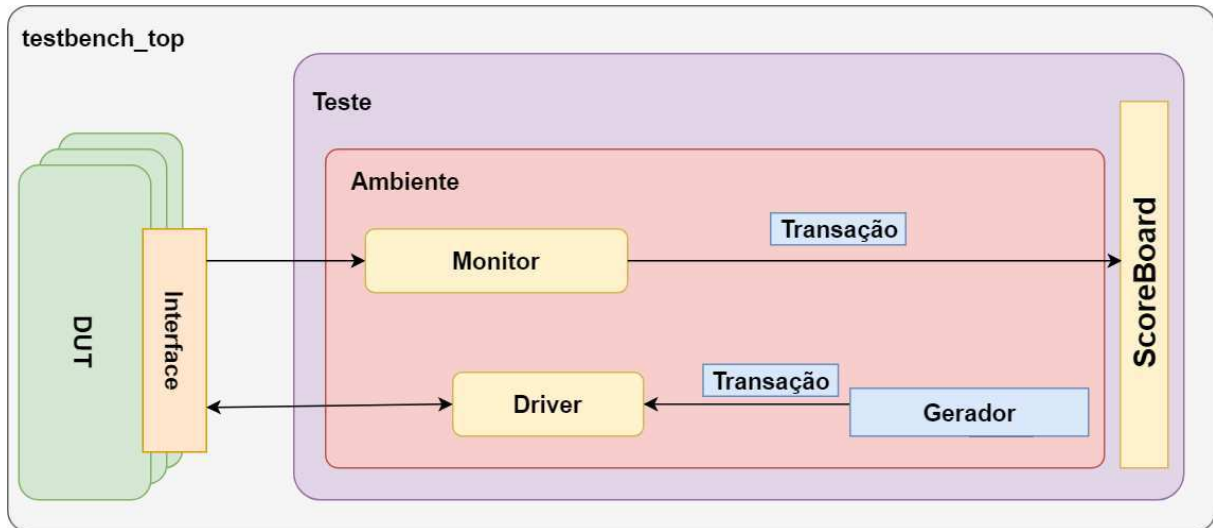 testbench_top
Teste
Ambiente
Transação
Monitor
ScoreBoard
DUT
Interface
Transação
Driver
Gerador